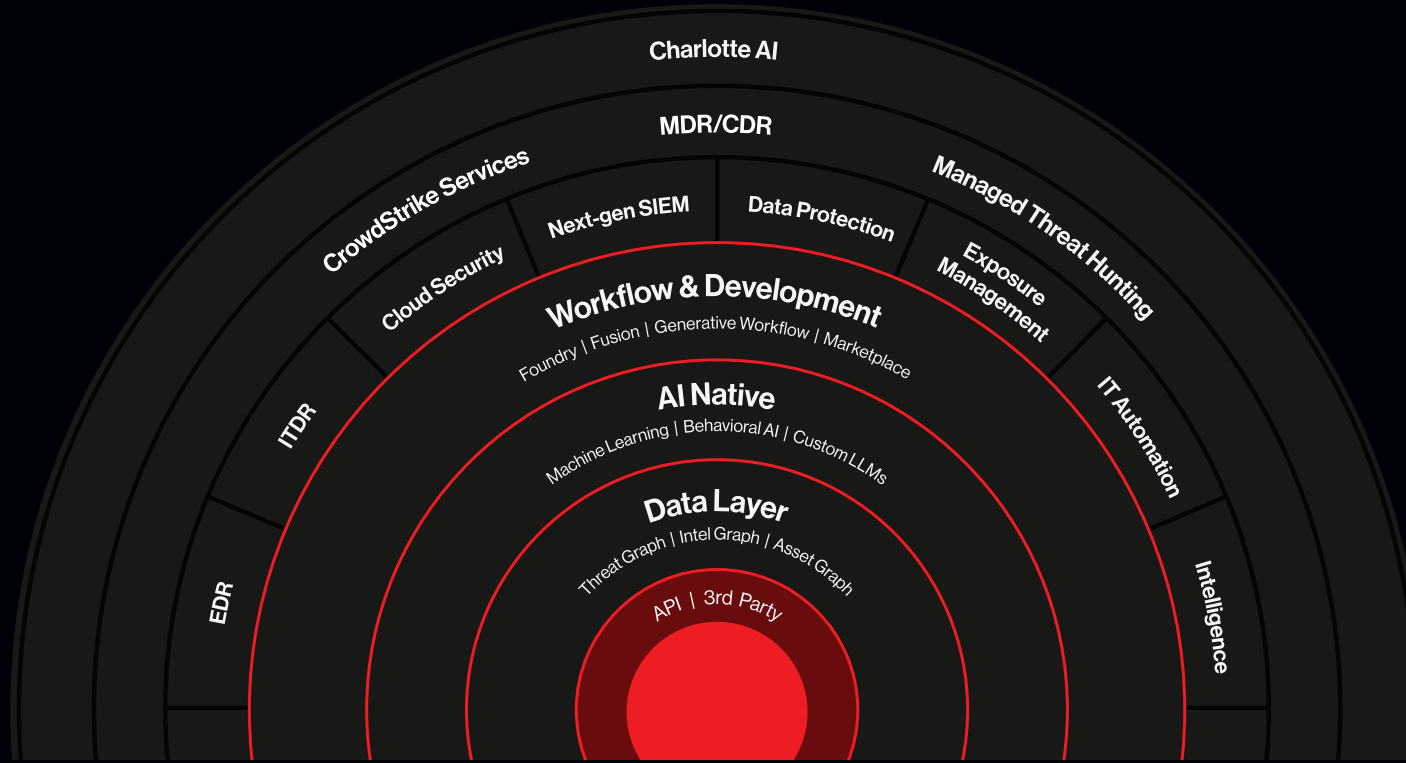 Charlotte AI
MDR/CDR
CrowdStrike Services
Managed Threat Hunting
EDR
ITDR
Cloud Security
Next-gen SIEM
Data Protection
Exposure
Management
IT Automation
Intelligence
Workflow & Development
Foundry | Fusion | Generative Workflow | Marketplace
AI Native
Machine Learning | Behavioral AI | Custom LLMs
Data Layer
Threat Graph | Intel Graph | Asset Graph
API | 3rd Party